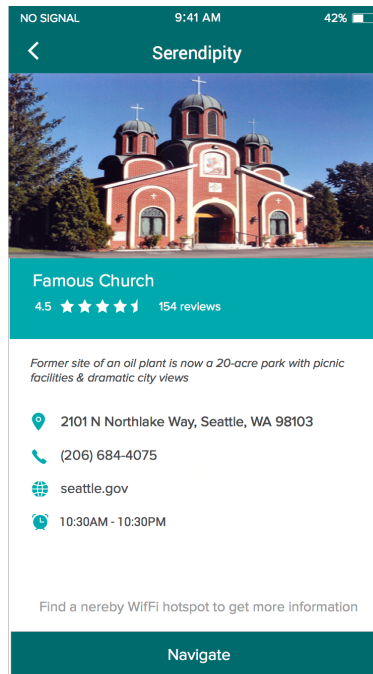 NO SIGNAL 9:41 AM 42%
Serendipity
Famous Church
4.5 154 reviews
Former site of an oil plant is now a 20-acre park with picnic
facilities & dramatic city views
2101 N Northlake Way, Seattle, WA 98103
(206) 684-4075
seattle.gov
10:30AM - 10:30PM
Find a nereby WifFi hotspot to get more information
Navigate